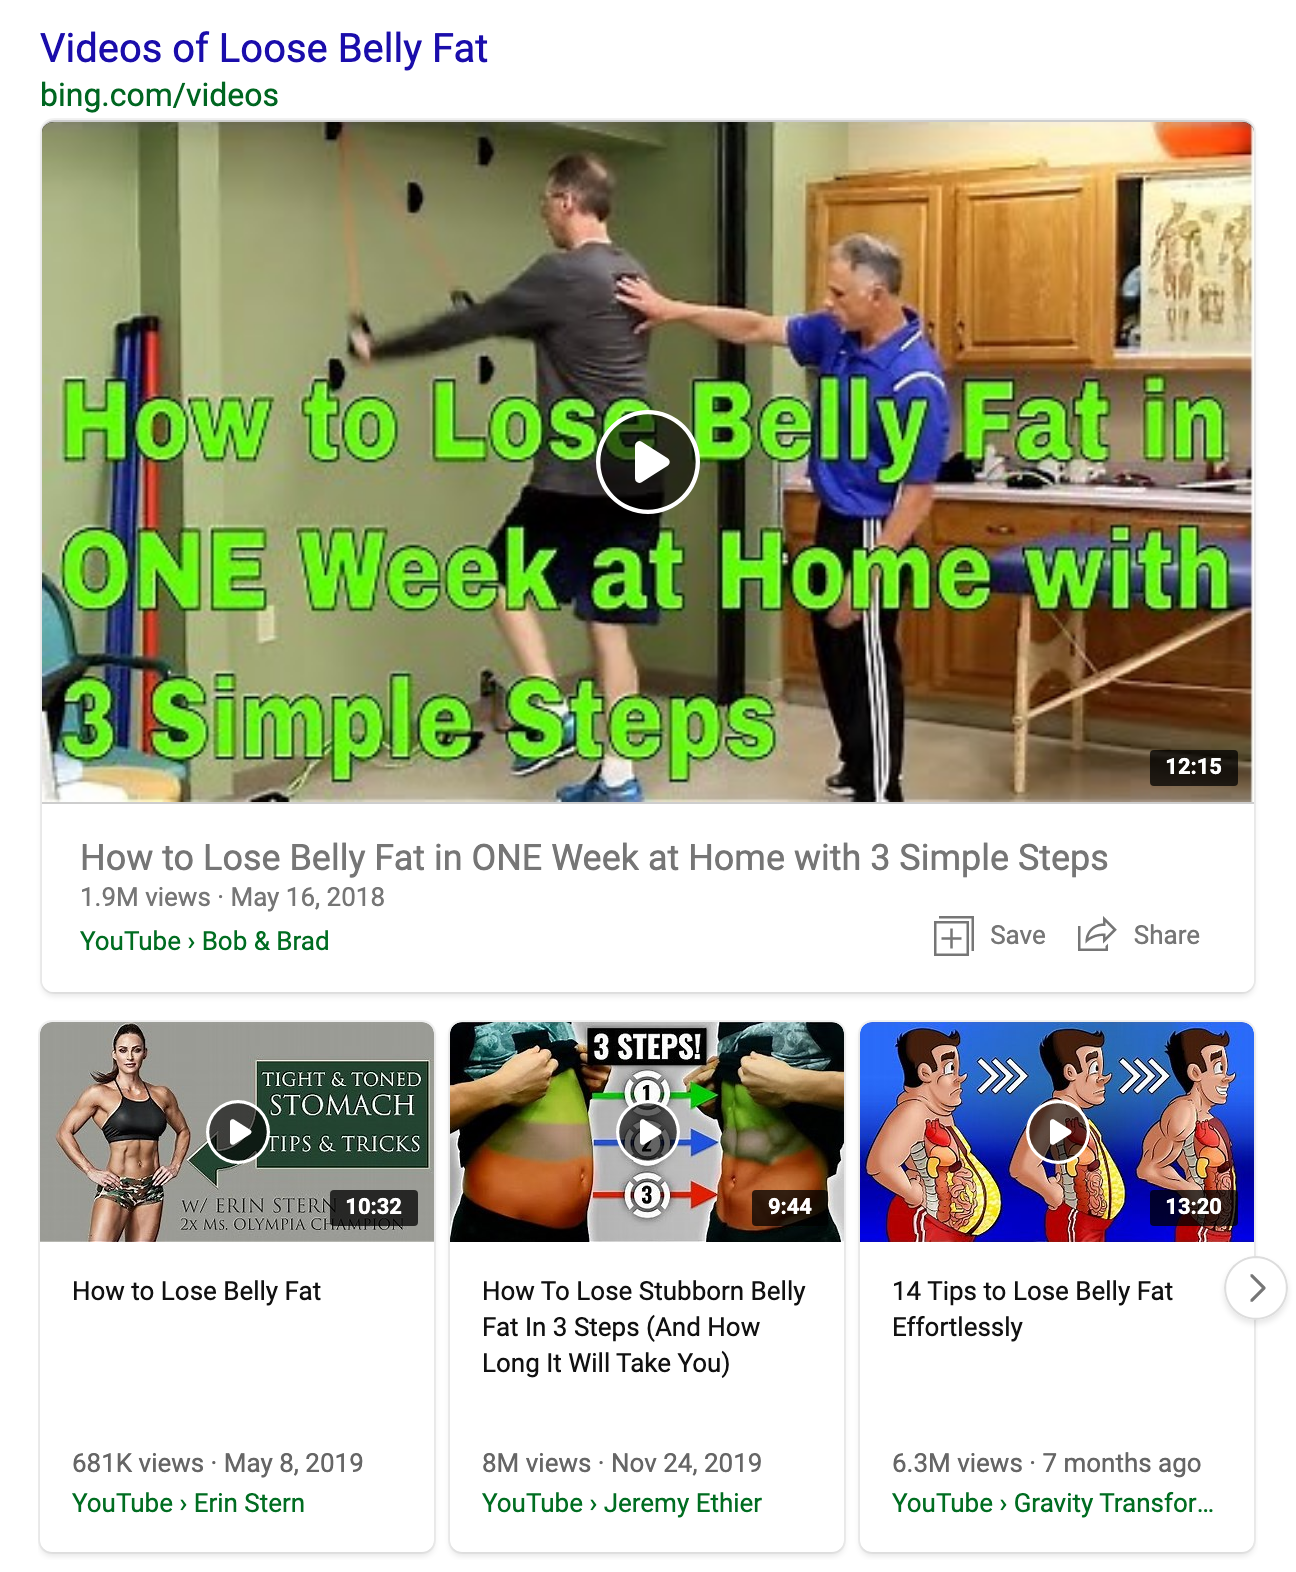 Videos of Loose Belly Fat
bing.com/videos
How to Lose Belly Fat in
ONE Week at Home with
3 Simple Steps
12:15
How to Lose Belly Fat in ONE Week at Home with 3 Simple Steps
1.9M views · May 16, 2018
YouTube › Bob & Brad
Save
Share
TIGHT & TONED
STOMACH
TIPS & TRICKS
W/ ERIN STERN
2X MS. OLYMPIA CHAMPION
10:32
How to Lose Belly Fat
681K views · May 8, 2019
YouTube › Erin Stern
3 STEPS!
1
2
3
9:44
How To Lose Stubborn Belly
Fat In 3 Steps (And How
Long It Will Take You)
8M views · Nov 24, 2019
YouTube › Jeremy Ethier
13:20
14 Tips to Lose Belly Fat
Effortlessly
6.3M views · 7 months ago
YouTube › Gravity Transfor...